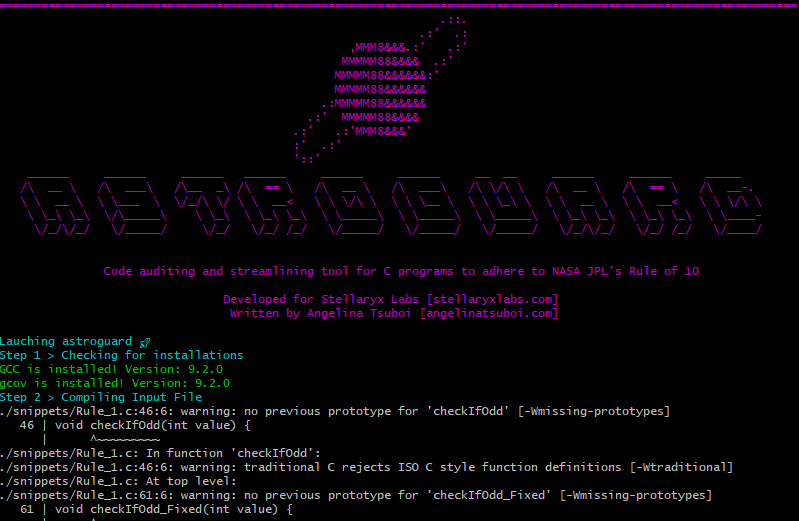 ASTROGUARD
Code auditing and streamlining tool for C programs to adhere to NASA JPL's Rule of 10
Developed for Stellaryx Labs [stellaryxlabs.com]
Written by Angelina Tsuboi [angelinatsuboi.com]
Lauching astroguard 🚀
Step 1 > Checking for installations
GCC is installed! Version: 9.2.0
gcov is installed! Version: 9.2.0
Step 2 > Compiling Input File
./snippets/Rule_1.c:46:6: warning: no previous prototype for 'checkIfOdd' [-Wmissing-prototypes]
46 | void checkIfOdd(int value) {
| ^~~~~~~~~~
./snippets/Rule_1.c: In function 'checkIfOdd':
./snippets/Rule_1.c:46:6: warning: traditional C rejects ISO C style function definitions [-Wtraditional]
./snippets/Rule_1.c: At top level:
./snippets/Rule_1.c:61:6: warning: no previous prototype for 'checkIfOdd_Fixed' [-Wmissing-prototypes]
61 | void checkIfOdd_Fixed(int value) {